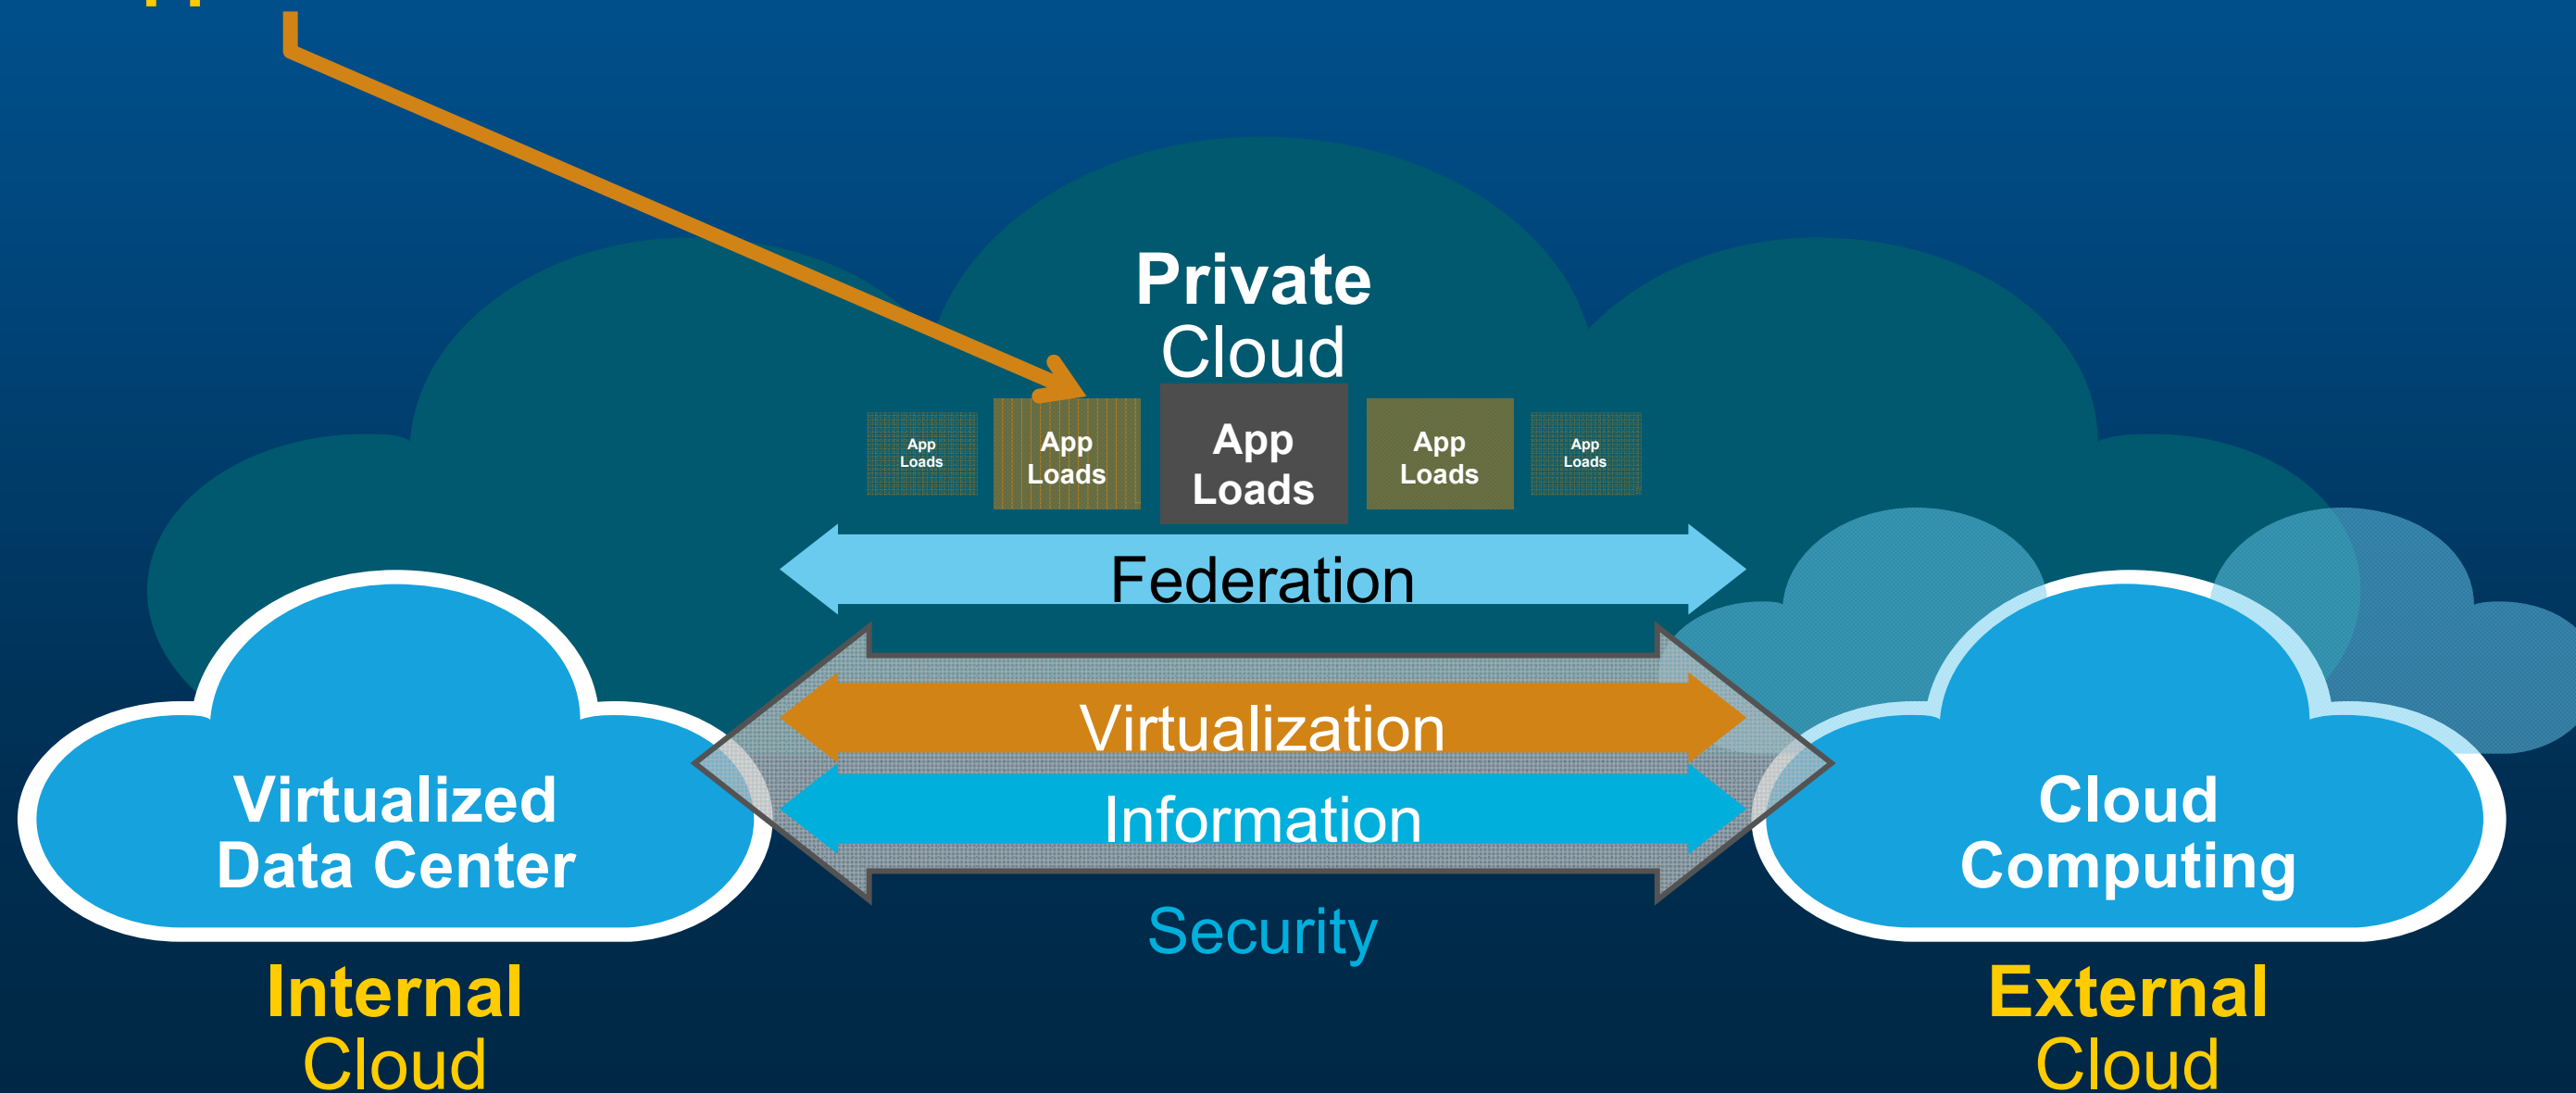 Private
Cloud
App
Loads
App
Loads
App
Loads
App
Loads
App
Loads
Federation
Virtualization
Information
Security
Virtualized
Data Center
Internal
Cloud
Cloud
Computing
External
Cloud